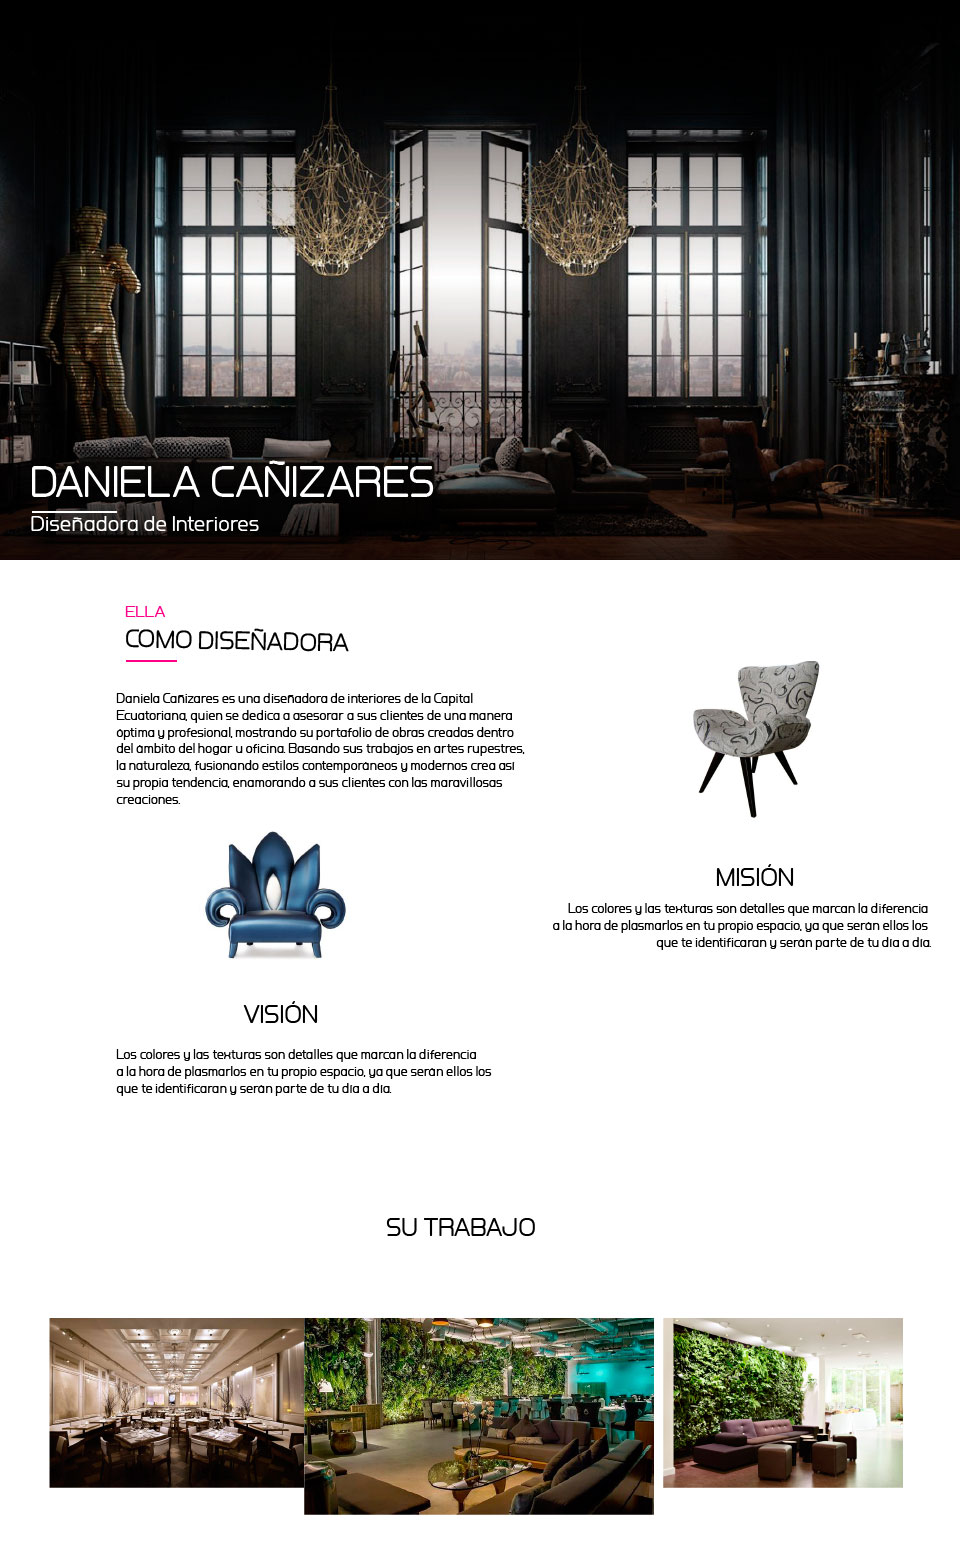 DANIELA CAÑIZARES
Diseñadora de Interiores
ELLA
COMO DISEÑADORA
Daniela Cañizares es una diseñadora de interiores de la Capital
Ecuatoriana, quien se dedica a asesorar a sus clientes de una manera
óptima y profesional, mostrando su portafolio de obras creadas dentro
del ámbito del hogar u oficina. Basando sus trabajos en artes rupestres,
la naturaleza, fusionando estilos contemporáneos y modernos crea así
su propia tendencia, enamorando a sus clientes con las maravillosas
creaciones.
MISIÓN
Los colores y las texturas son detalles que marcan la diferencia
a la hora de plasmarlos en tu propio espacio, ya que serán ellos los
que te identificaran y serán parte de tu día a día.
VISIÓN
Los colores y las texturas son detalles que marcan la diferencia
a la hora de plasmarlos en tu propio espacio, ya que serán ellos los
que te identificaran y serán parte de tu día a día.
SU TRABAJO